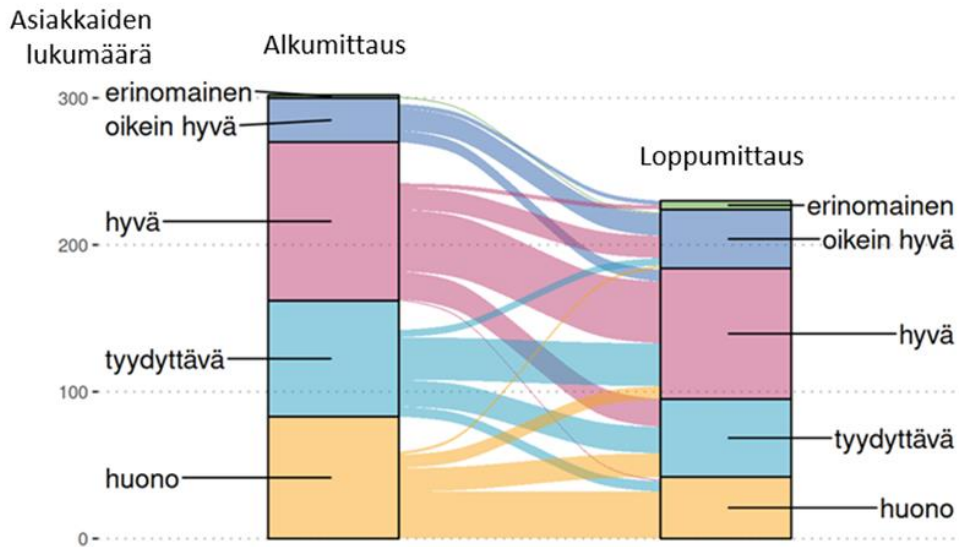 Asiakkaiden
lukumäärä
Alkumittaus
300
erinomainen
oikein hyvä
hyvä
200
tyydyttävä
100
huono
0
Loppumittaus
erinomainen
oikein hyvä
hyvä
tyydyttävä
huono